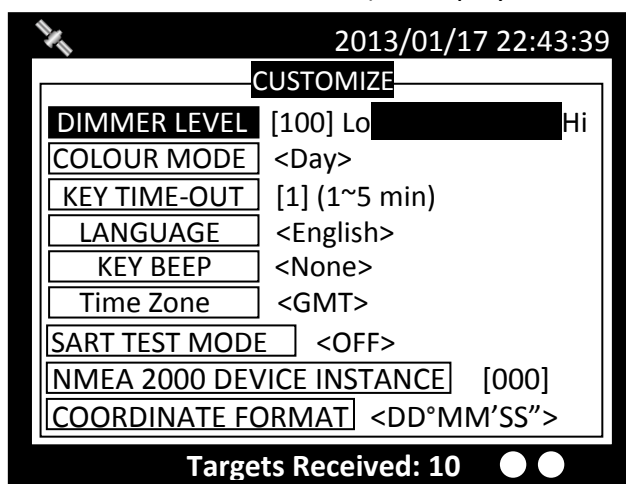 2013/01/17 22:43:39
CUSTOMIZE
DIMMER LEVEL [100] Lo Hi
COLOUR MODE <Day>
KEY TIME-OUT [1] (1~5 min)
LANGUAGE <English>
KEY BEEP <None>
Time Zone <GMT>
SART TEST MODE <OFF>
NMEA 2000 DEVICE INSTANCE [000]
COORDINATE FORMAT <DD°MM’SS”>
Targets Received: 10